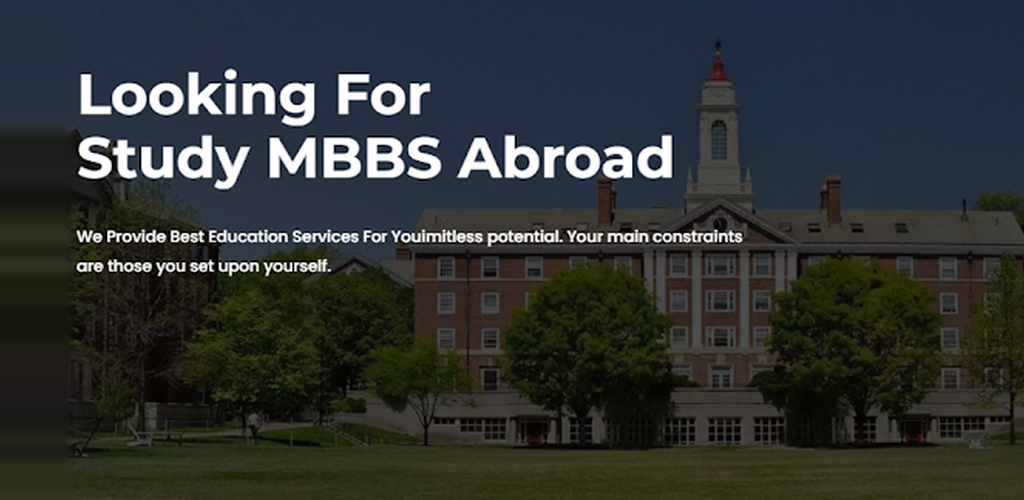 Looking For
Study MBBS Abroad
We Provide Best Education Services For Youimitless potential. Your main constraints
are those you set upon yourself.